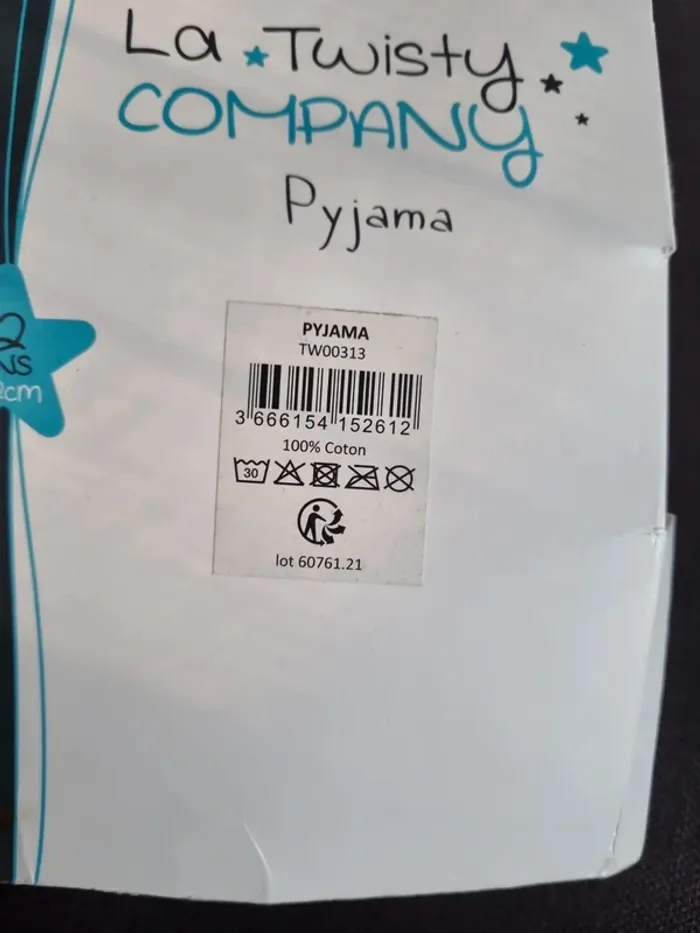 La Twisty
COMPANY
Pyjama
PYJAMA
TW00313
3 666154 152612
100% Coton
30
lot 60761.21